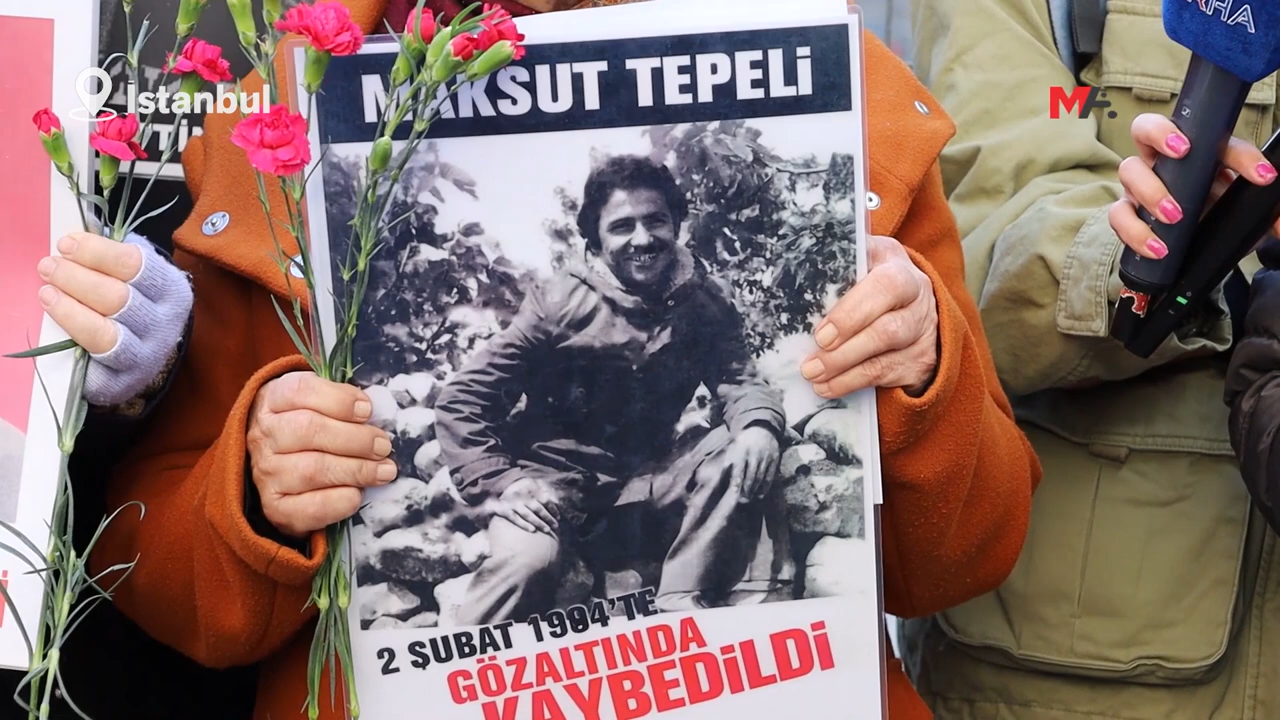 İstanbul
MA
MAKSUT TEPELİ
2 ŞUBAT 1994'TE
GÖZALTINDA
KAYBEDİLDİ